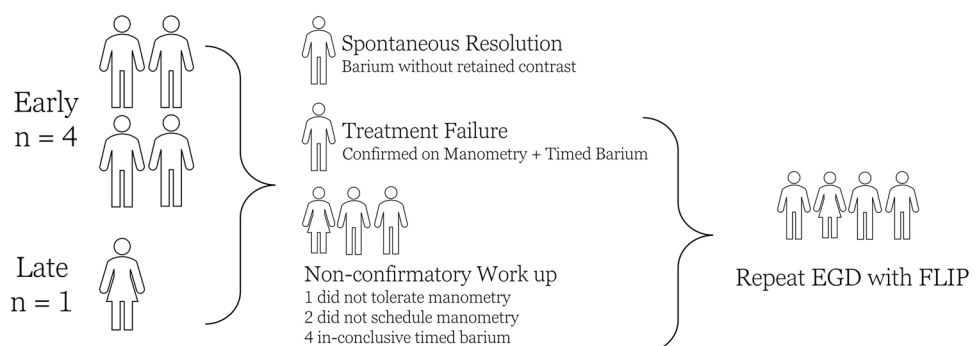 Early
n = 4
Late
n = 1
Spontaneous Resolution
Barium without retained contrast
Treatment Failure
Confirmed on Manometry + Timed Barium
Non-confirmatory Work up
1 did not tolerate manometry
2 did not schedule manometry
4 in-conclusive timed barium
Repeat EGD with FLIP